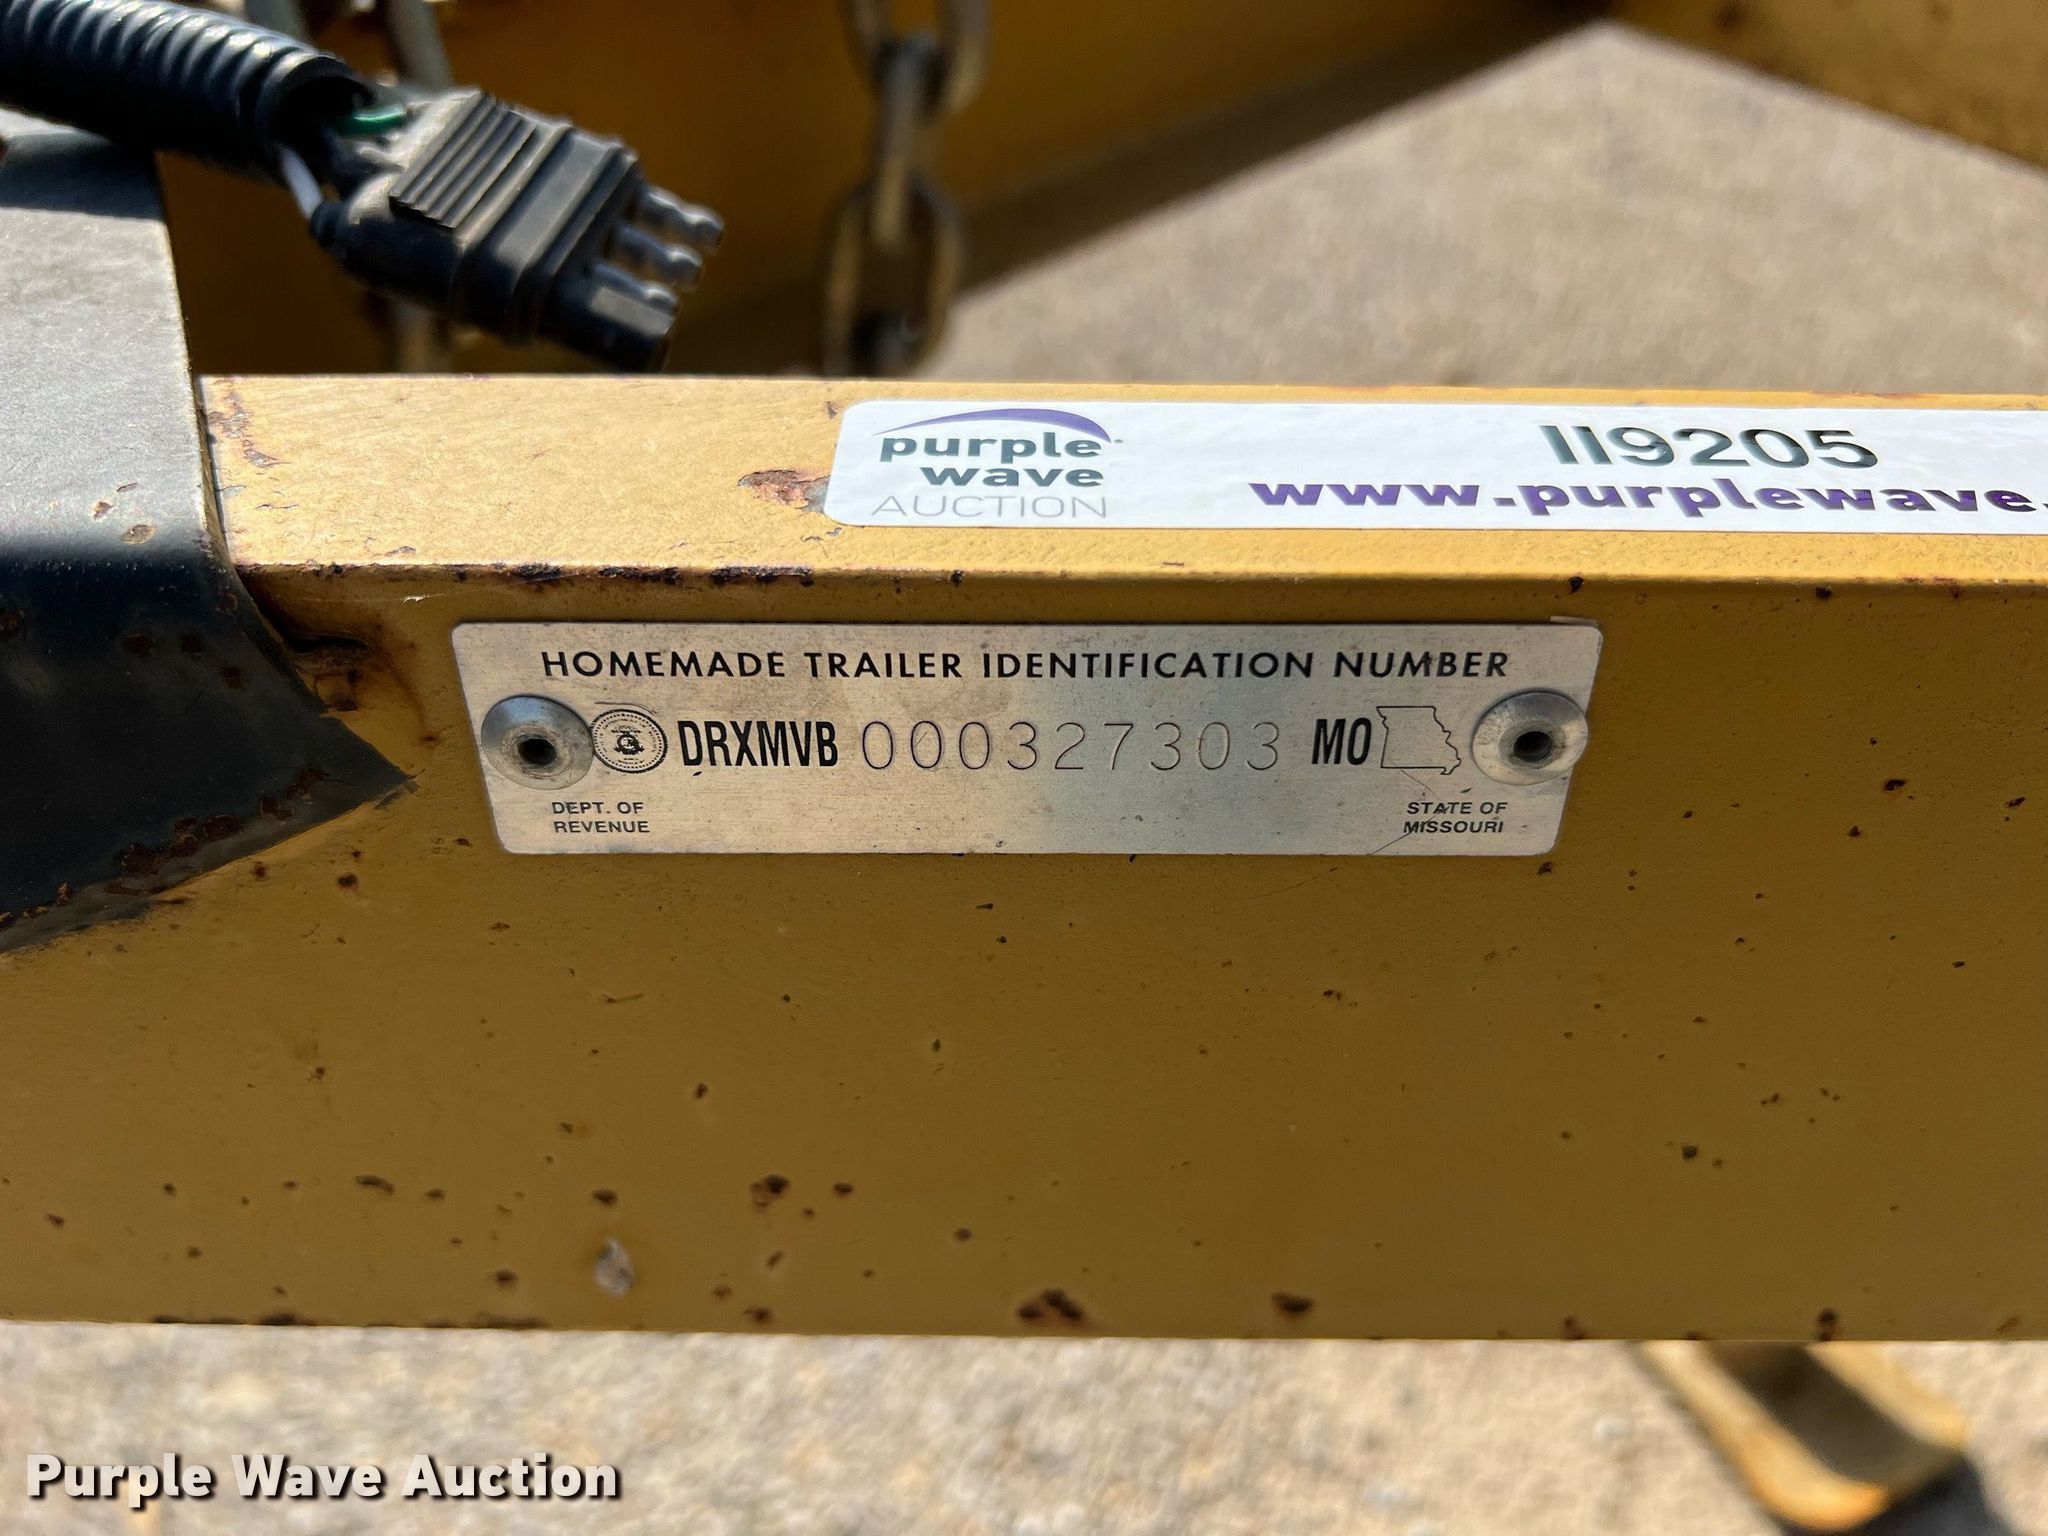 purple
wave
AUCTION
II9205
www.purplewave.
HOMEMADE TRAILER IDENTIFICATION NUMBER
DRXMVB 000327303 MO
DEPT. OF
REVENUE
STATE OF
MISSOURI
Purple Wave Auction